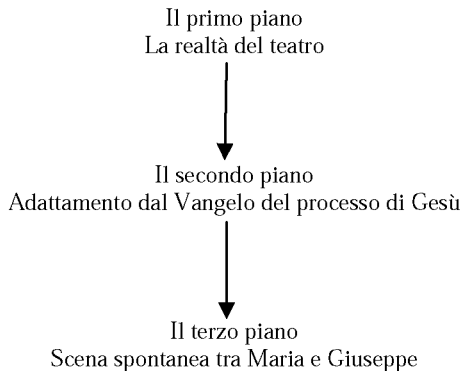 Il primo piano
La realtà del teatro
Il secondo piano
Adattamento dal Vangelo del processo di Gesù
Il terzo piano
Scena spontanea tra Maria e Giuseppe